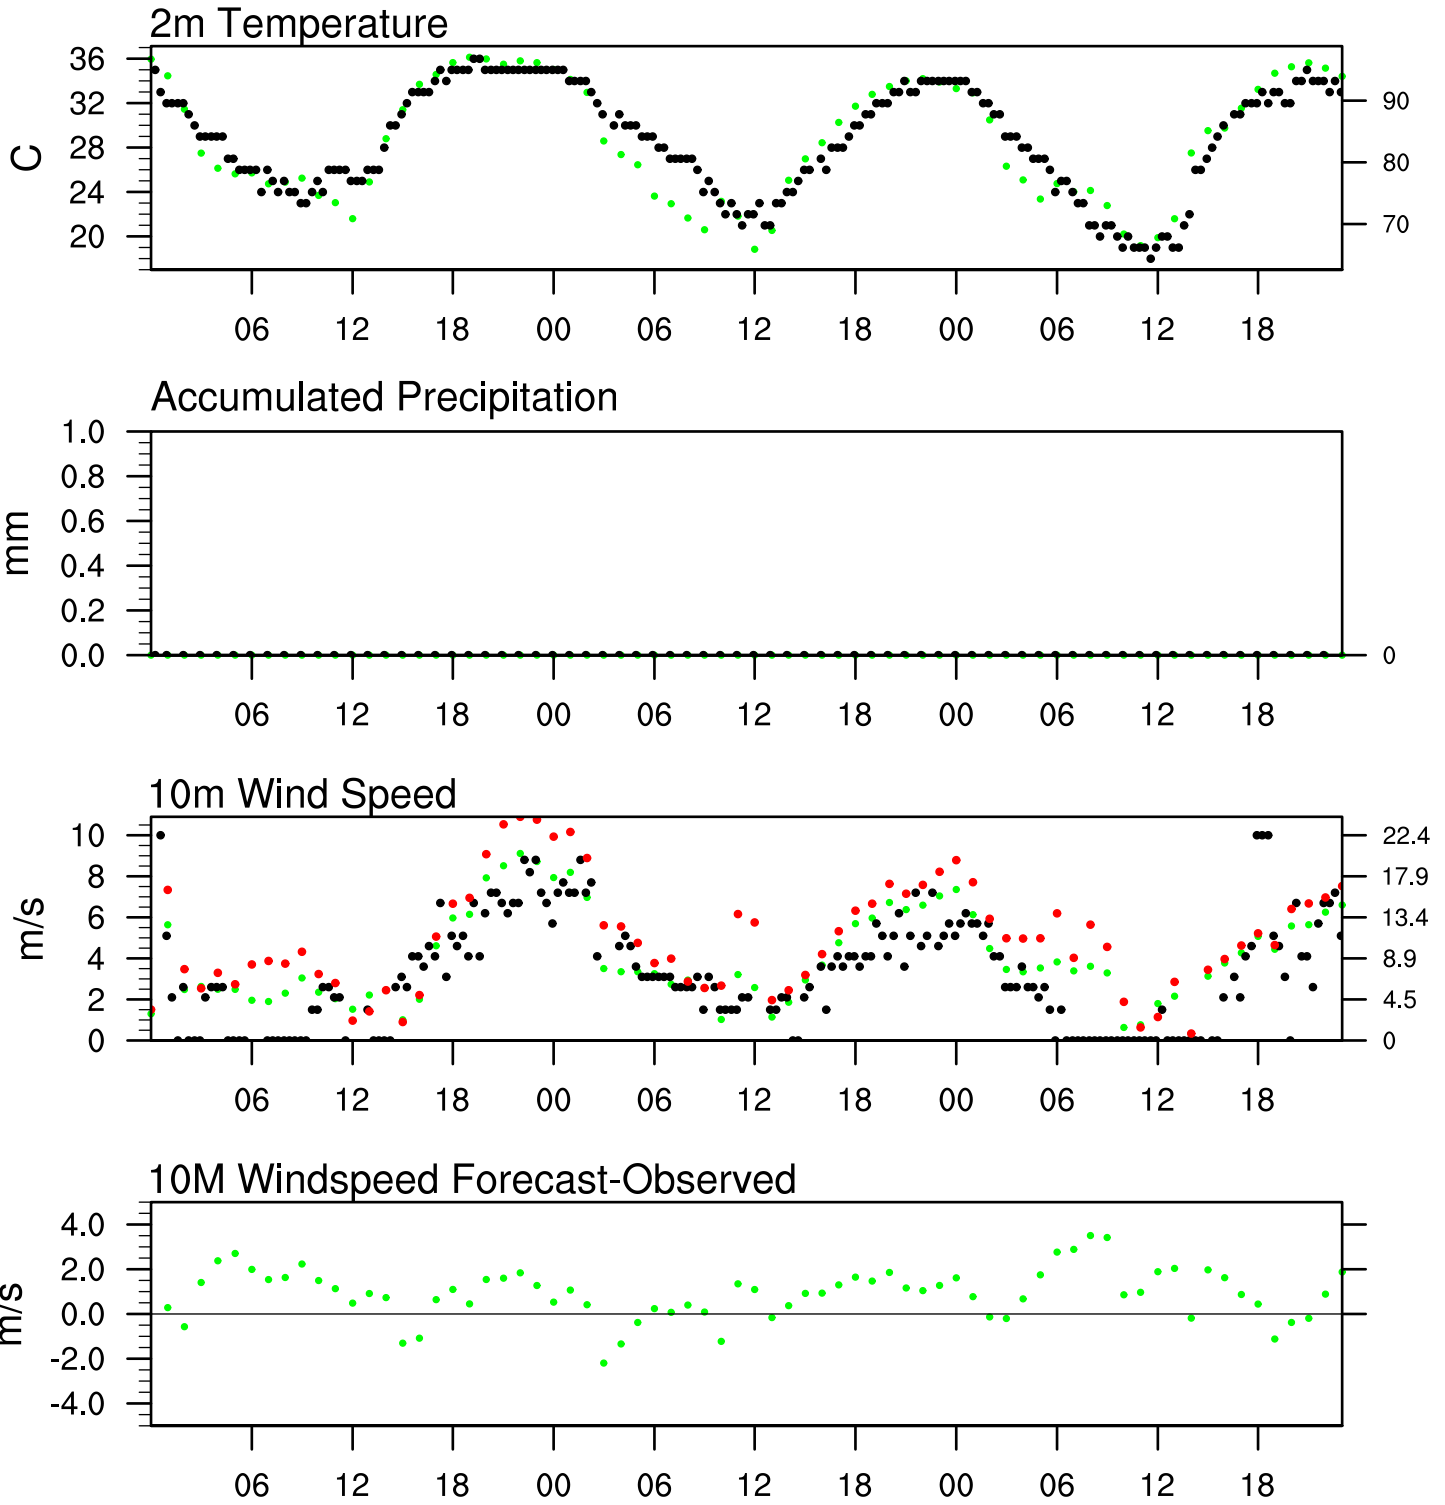 2m Temperature
36
32
28
24
20
C
90
80
70
06 12 18 00 06 12 18 00 06 12 18
Accumulated Precipitation
1.0
0.8
0.6
0.4
0.2
0.0
mm
0
06 12 18 00 06 12 18 00 06 12 18
10m Wind Speed
10
8
6
4
2
0
m/s
22.4
17.9
13.4
8.9
4.5
0
06 12 18 00 06 12 18 00 06 12 18
10M Windspeed Forecast-Observed
4.0
2.0
0.0
-2.0
-4.0
m/s
06 12 18 00 06 12 18 00 06 12 18